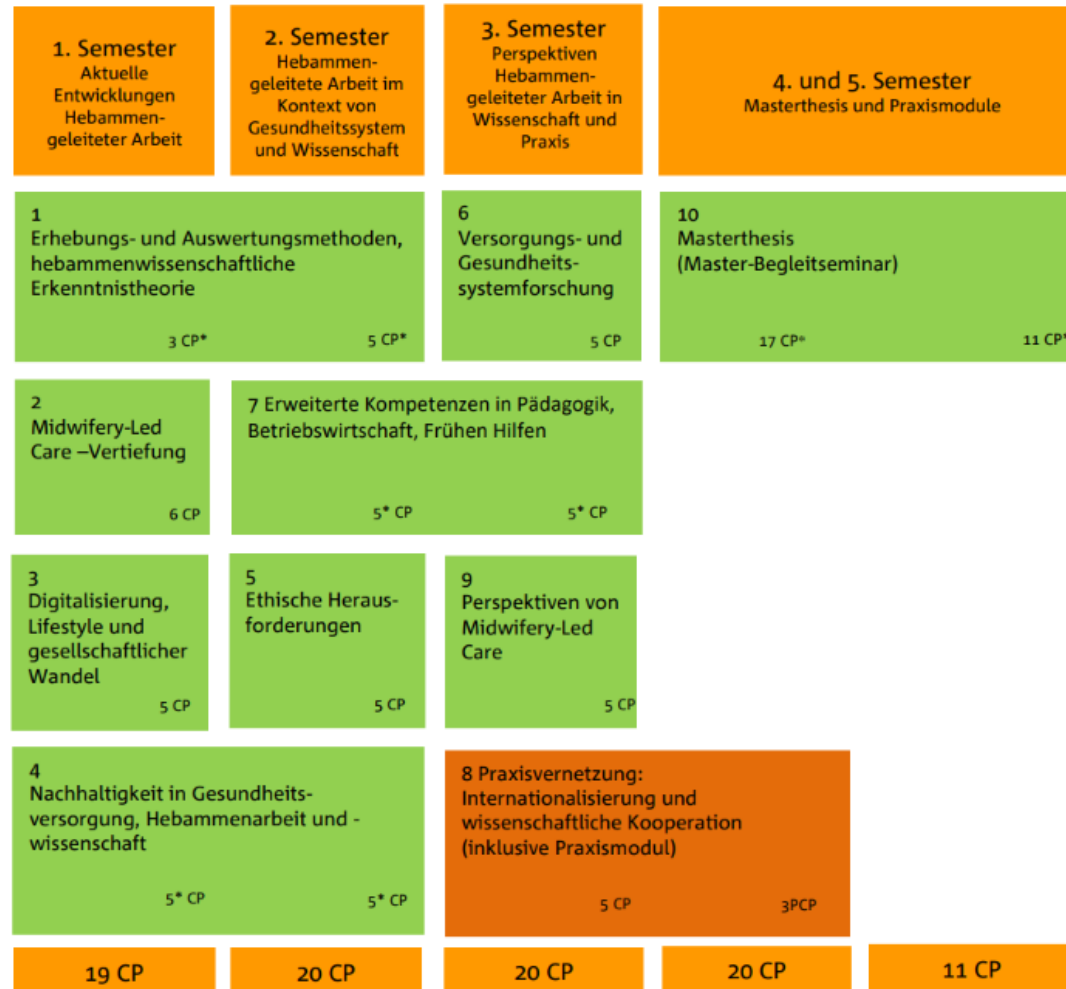 1. Semester
Aktuelle
Entwicklungen
Hebammen-
geleiteter Arbeit
2. Semester
Hebammen-
geleitete Arbeit im
Kontext von
Gesundheitssystem
und Wissenschaft
3. Semester
Perspektiven
Hebammen-
geleiteter Arbeit in
Wissenschaft und
Praxis
4. und 5. Semester
Masterthesis und Praxismodule
1
Erhebungs- und Auswertungsmethoden,
hebammenwissenschaftliche
Erkenntnistheorie
3 CP* 5 CP*
6
Versorgungs- und
Gesundheits-
systemforschung
5 CP
10
Masterthesis
(Master-Begleitseminar)
17 CP* 11 CP*
2
Midwifery-Led
Care –Vertiefung
6 CP
7 Erweiterte Kompetenzen in Pädagogik,
Betriebswirtschaft, Frühen Hilfen
5* CP 5* CP
3
Digitalisierung,
Lifestyle und
gesellschaftlicher
Wandel
5 CP
5
Ethische Heraus-
forderungen
5 CP
9
Perspektiven von
Midwifery-Led
Care
5 CP
4
Nachhaltigkeit in Gesundheits-
versorgung, Hebammenarbeit und -
wissenschaft
5* CP 5* CP
8 Praxisvernetzung:
Internationalisierung und
wissenschaftliche Kooperation
(inklusive Praxismodul)
5 CP 3PCP
19 CP 20 CP 20 CP 20 CP 11 CP